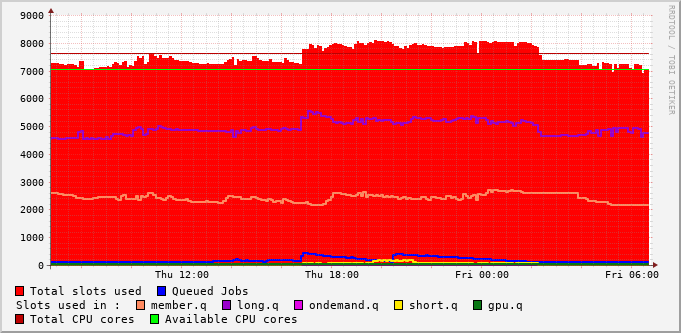 9000
8000
7000
6000
5000
4000
3000
2000
1000
0
Thu 12:00 Thu 18:00 Fri 00:00 Fri 06:00
RRDTOOL / TOBI OETIKER
Total slots used Queued Jobs
Slots used in : member.q long.q ondemand.q short.q gpu.q
Total CPU cores Available CPU cores